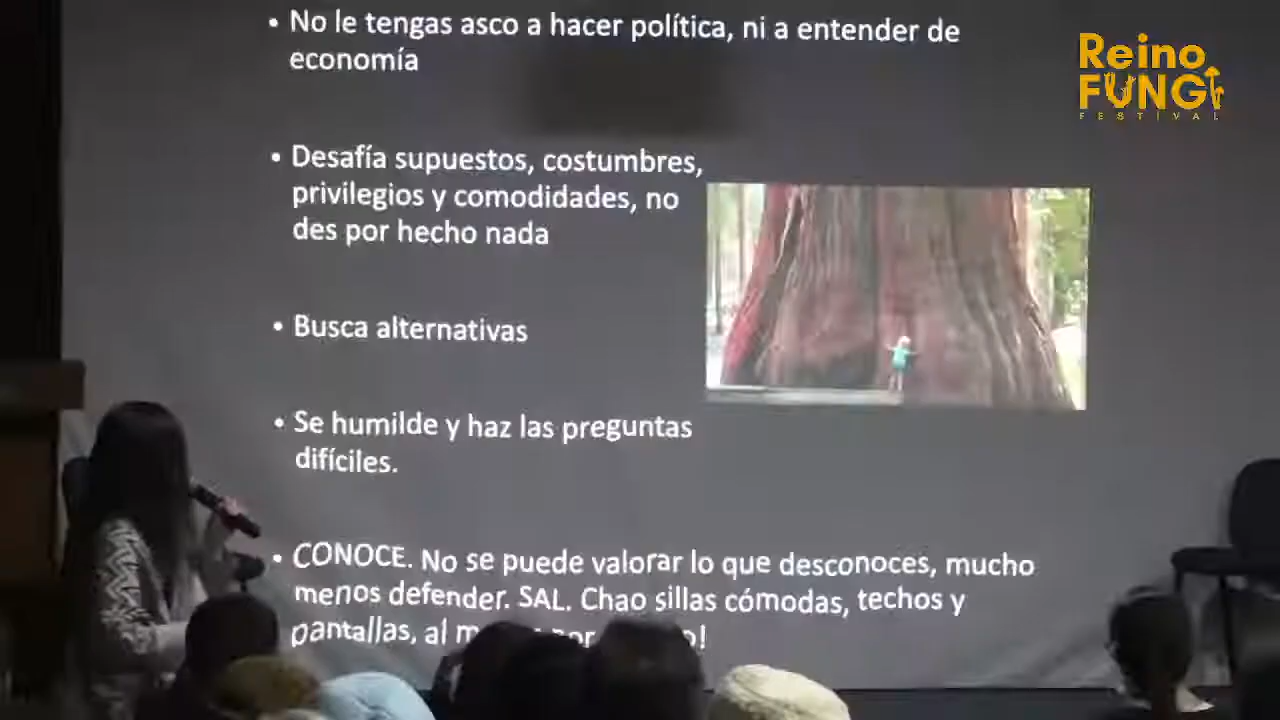 • No le tengas asco a hacer política, ni a entender de
economía
Reino
FUNGI
FESTIVAL
• Desafía supuestos, costumbres,
privilegios y comodidades, no
des por hecho nada
• Busca alternativas
• Se humilde y haz las preguntas
difíciles.
• CONOCE. No se puede valorar lo que desconoces, mucho
menos defender. SAL. Chao sillas cómodas, techos y
pantallas, al